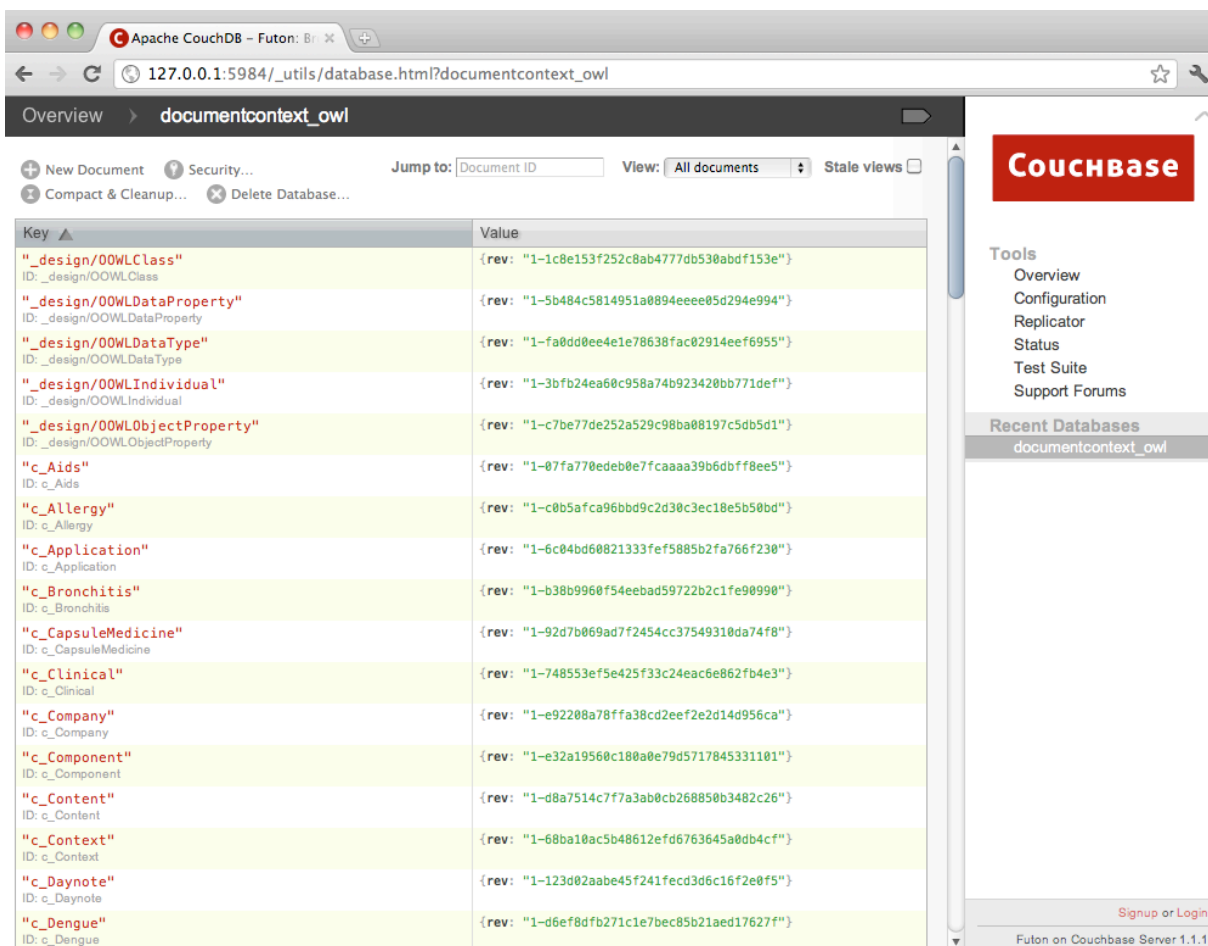 Apache CouchDB – Futon: Br
127.0.0.1:5984/_utils/database.html?documentcontext_owl
Overview documentcontext_owl
New Document Security... Jump to: Document ID View: All documents Stale views
Compact & Cleanup... Delete Database...
Key Value
"_design/OOWLClass" {rev: "1-1c8e153f252c8ab4777db530abdf153e"}
ID: _design/OOWLClass
"_design/OOWLDataProperty" {rev: "1-5b484c5814951a0894eeee05d294e994"}
ID: _design/OOWLDataProperty
"_design/OOWLDataType" {rev: "1-fa0dd0ee4e1e78638fac02914eef6955"}
ID: _design/OOWLDataType
"_design/OOWLIndividual" {rev: "1-3bfb24ea60c958a74b923420bb771def"}
ID: _design/OOWLIndividual
"_design/OOWLObjectProperty" {rev: "1-c7be77de252a529c98ba08197c5db5d1"}
ID: _design/OOWLObjectProperty
"c_Aids" {rev: "1-07fa770edeb0e7fcaaaa39b6dbff8ee5"}
ID: c_Aids
"c_Allergy" {rev: "1-c0b5afca96bbd9c2d30c3ec18e5b50bd"}
ID: c_Allergy
"c_Application" {rev: "1-6c04bd60821333fef5885b2fa766f230"}
ID: c_Application
"c_Bronchitis" {rev: "1-b38b9960f54eebad59722b2c1fe90990"}
ID: c_Bronchitis
"c_CapsuleMedicine" {rev: "1-92d7b069ad7f2454cc37549310da74f8"}
ID: c_CapsuleMedicine
"c_Clinical" {rev: "1-748553ef5e425f33c24eac6e862fb4e3"}
ID: c_Clinical
"c_Company" {rev: "1-e92208a78ffa38cd2eef2e2d14d956ca"}
ID: c_Company
"c_Component" {rev: "1-e32a19560c180a0e79d5717845331101"}
ID: c_Component
"c_Content" {rev: "1-d8a7514c7f7a3ab0cb268850b3482c26"}
ID: c_Content
"c_Context" {rev: "1-68ba10ac5b48612efd6763645a0db4cf"}
ID: c_Context
"c_Daynote" {rev: "1-123d02aabe45f241fecd3d6c16f2e0f5"}
ID: c_Daynote
"c_Dengue" {rev: "1-d6ef8dfb271c1e7bec85b21aed17627f"}
ID: c_Dengue
COUCHBASE
Tools
Overview
Configuration
Replicator
Status
Test Suite
Support Forums
Recent Databases
documentcontext_owl
Signup or Login
Futon on Couchbase Server 1.1.1